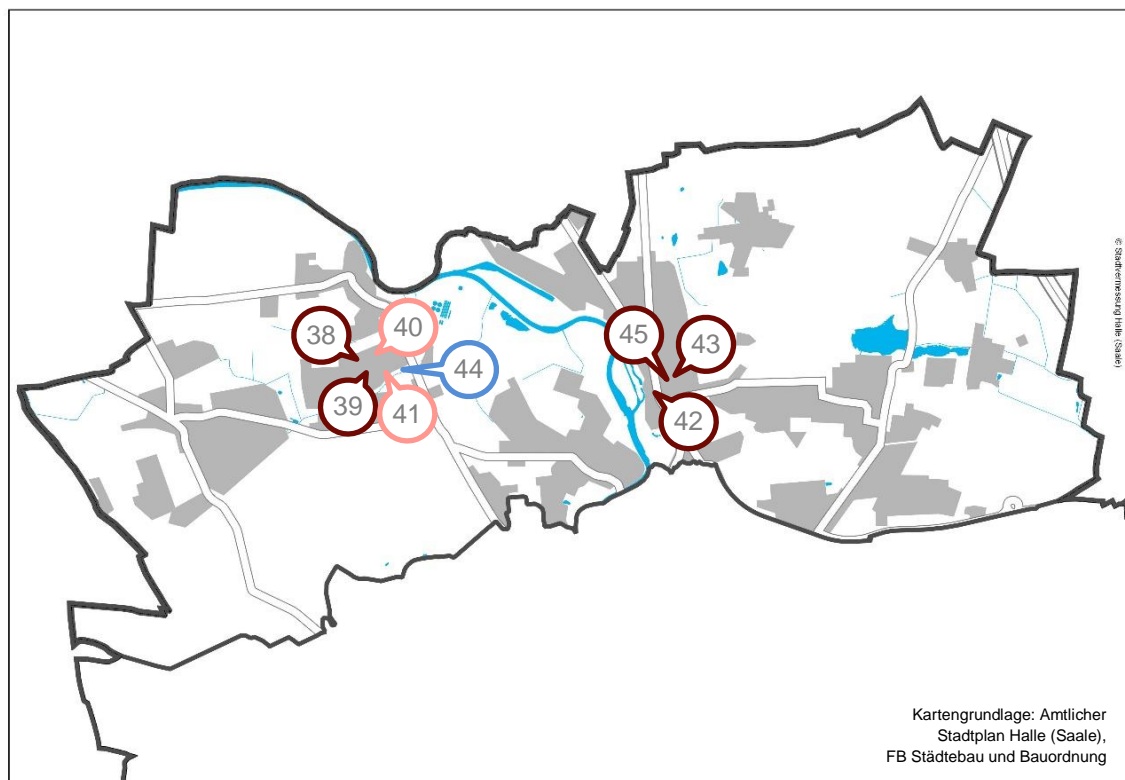 © Stadtvermessung Halle (Saale)
40
38
45
43
44
39
41
42
Kartengrundlage: Amtlicher
Stadtplan Halle (Saale),
FB Städtebau und Bauordnung